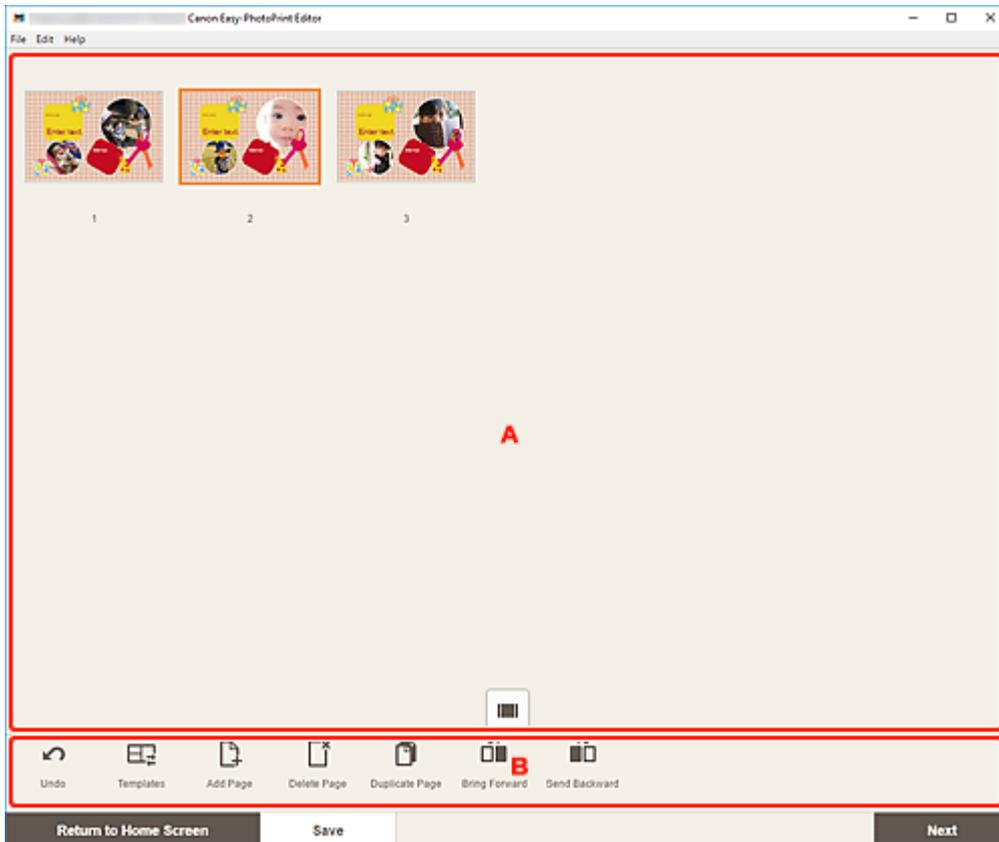 Canon Easy-PhotoPrint Editor
File Edit Help
Enter text. Enter text. Enter text.
1 2 3
A
B
Undo Templates Add Page Delete Page Duplicate Page Bring Forward Send Backward
Return to Home Screen Save Next